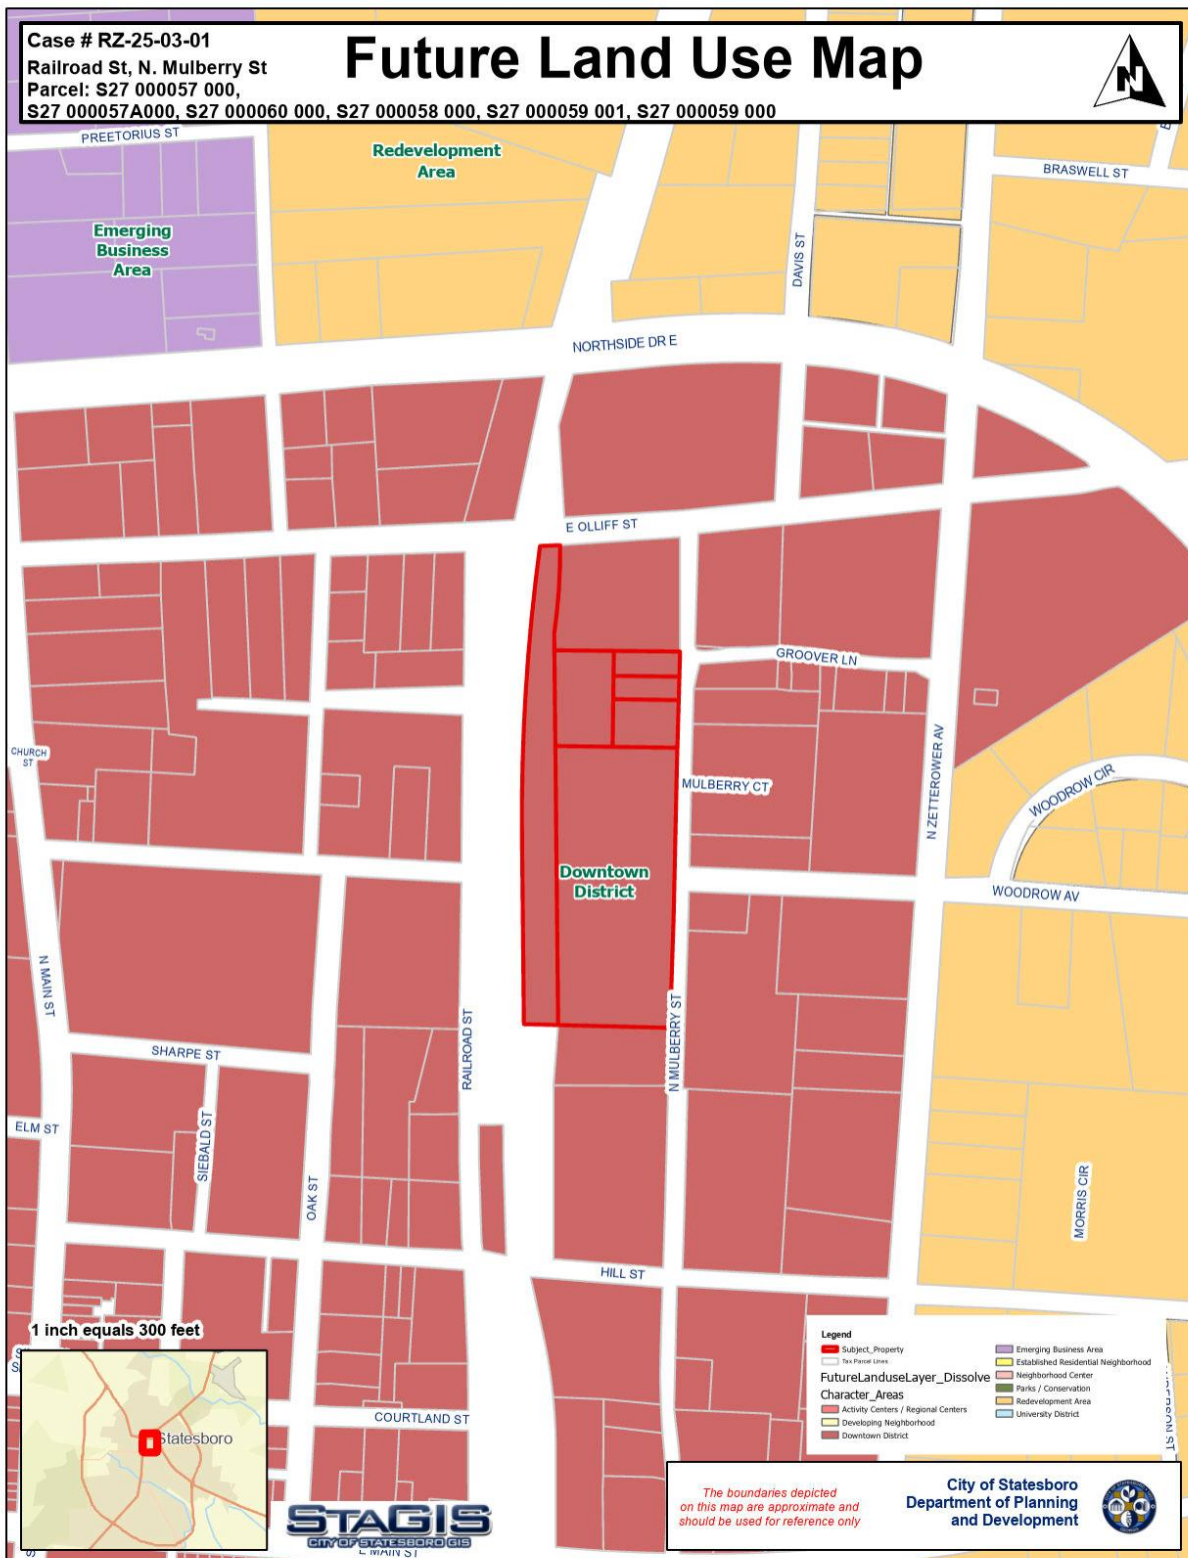 Case # RZ-25-03-01
Railroad St, N. Mulberry St
Parcel: S27 000057 000,
S27 000057A000, S27 000060 000, S27 000058 000, S27 000059 001, S27 000059 000
Future Land Use Map
N
PREETORIUS ST
Redevelopment
Area
BRASWELL ST
Emerging
Business
Area
DAVIS ST
NORTHSIDE DR E
E OLLIFF ST
GROOVER LN
CHURCH
ST
N ZETTEROWER AV
MULBERRY CT
WOODROW CIR
Downtown
District
WOODROW AV
N MAIN ST
RAILROAD ST
N MULBERRY ST
SHARPE ST
ELM ST
SIEBALD ST
OAK ST
MORRIS CIR
HILL ST
1 inch equals 300 feet
Statesboro
COURTLAND ST
E MAIN ST
STAGIS
CITY OF STATESBORO GIS
Legend
Subject_Property
Tax Parcel Lines
FutureLanduseLayer_Dissolve
Character_Areas
Activity Centers / Regional Centers
Developing Neighborhood
Downtown District
Emerging Business Area
Established Residential Neighborhood
Neighborhood Center
Parks / Conservation
Redevelopment Area
University District
The boundaries depicted
on this map are approximate and
should be used for reference only
City of Statesboro
Department of Planning
and Development